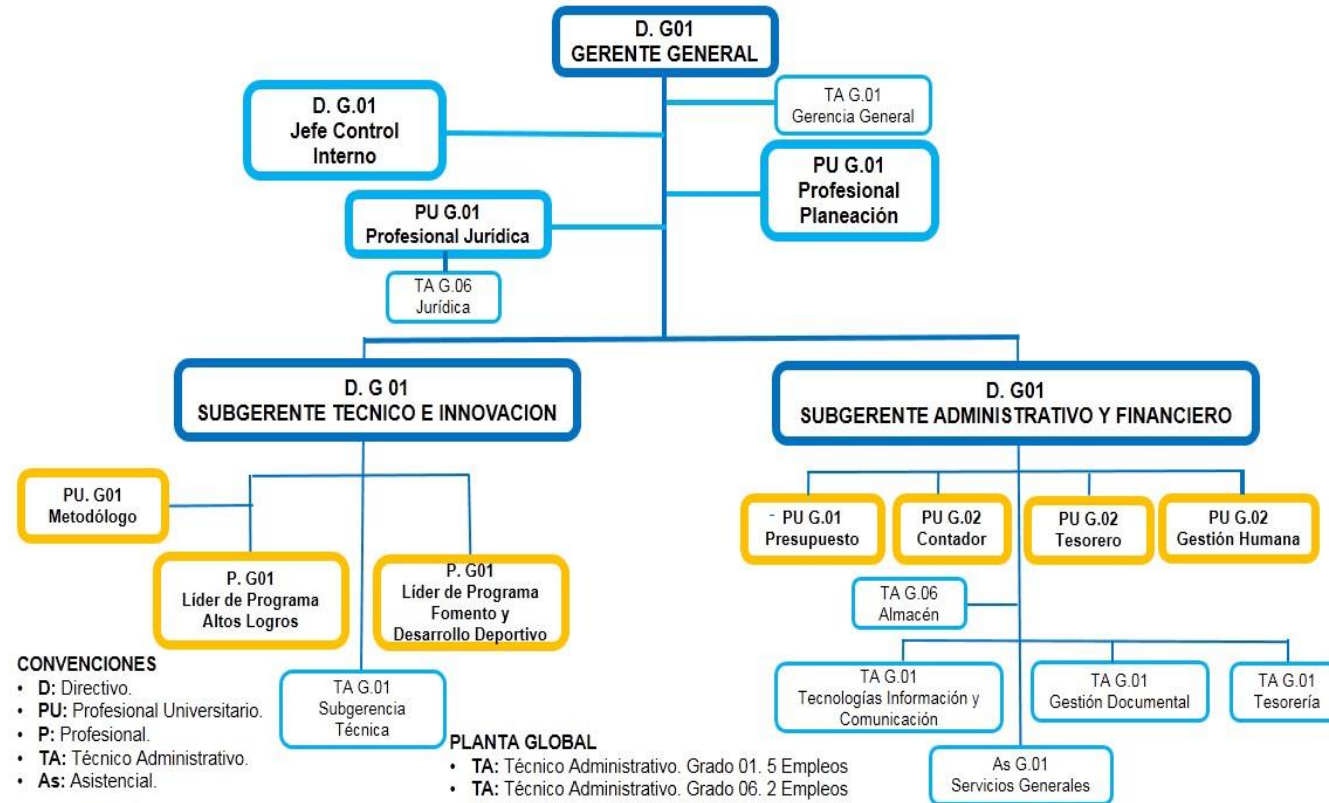 D. G01
GERENTE GENERAL
TA G.01
Gerencia General
D. G.01
Jefe Control
Interno
PU G.01
Profesional
Planeación
PU G.01
Profesional Jurídica
TA G.06
Jurídica
D. G 01
SUBGERENTE TECNICO E INNOVACION
D. G01
SUBGERENTE ADMINISTRATIVO Y FINANCIERO
PU. G01
Metodólogo
P. G01
Líder de Programa
Altos Logros
P. G01
Líder de Programa
Fomento y
Desarrollo Deportivo
TA G.01
Subgerencia
Técnica
- PU G.01
Presupuesto
PU G.02
Contador
PU G.02
Tesorero
PU G.02
Gestión Humana
TA G.06
Almacén
TA G.01
Tecnologías Información y
Comunicación
TA G.01
Gestión Documental
TA G.01
Tesorería
As G.01
Servicios Generales
CONVENCIONES
• D: Directivo.
• PU: Profesional Universitario.
• P: Profesional.
• TA: Técnico Administrativo.
• As: Asistencial.
PLANTA GLOBAL
• TA: Técnico Administrativo. Grado 01. 5 Empleos
• TA: Técnico Administrativo. Grado 06. 2 Empleos